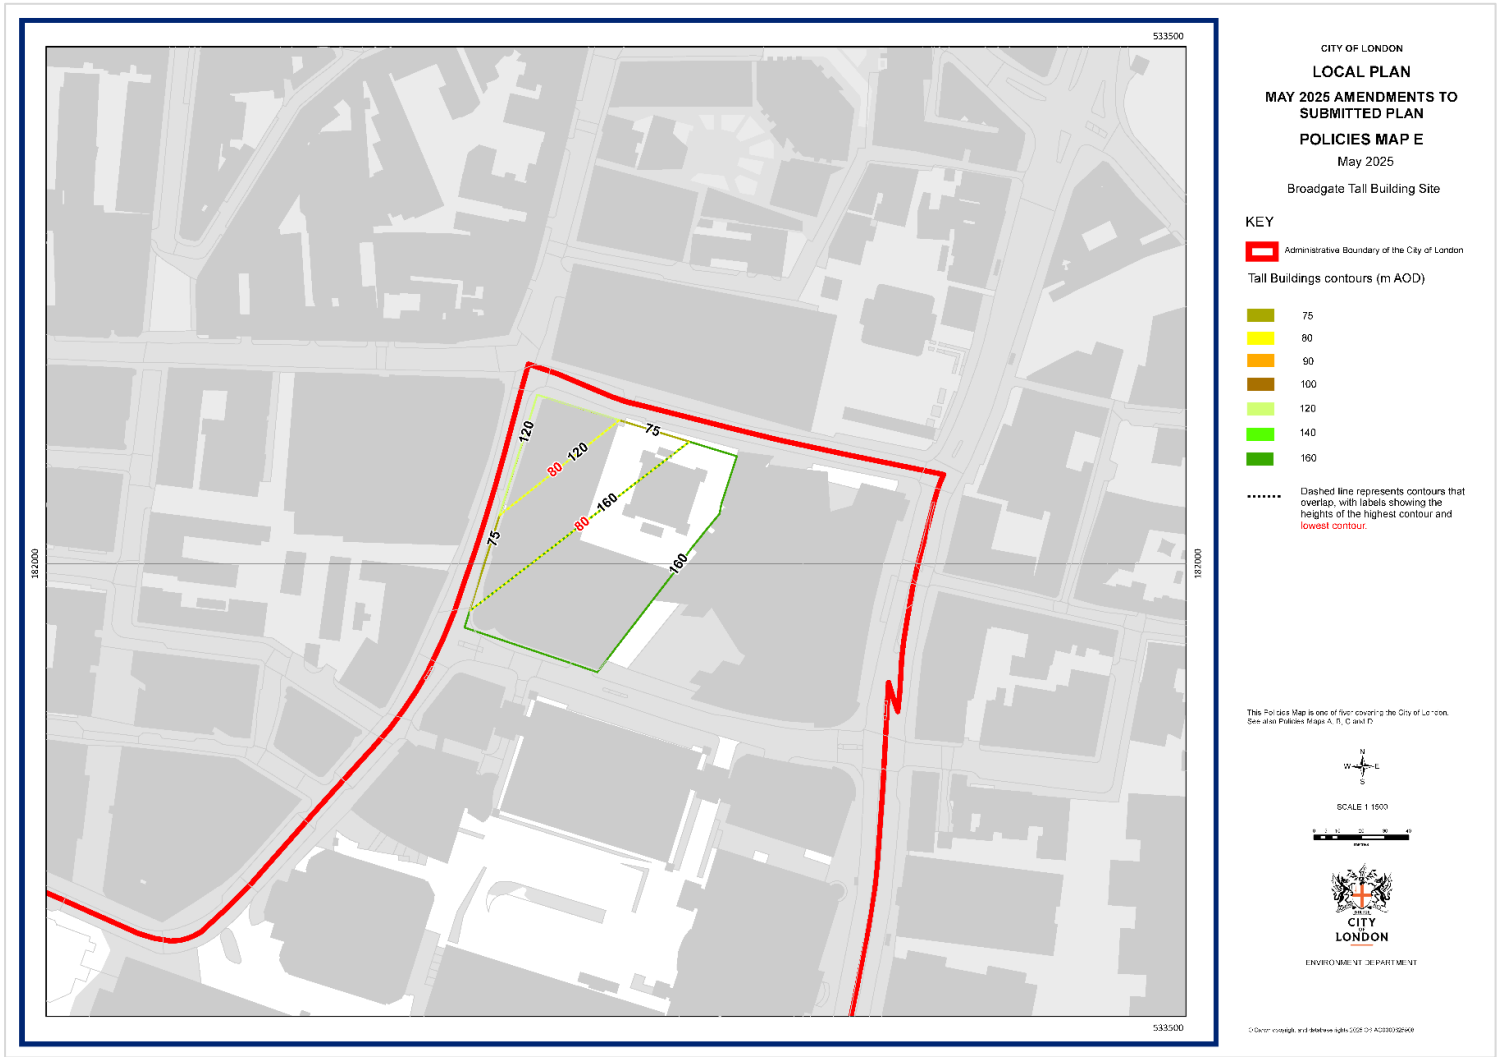 533500
CITY OF LONDON
LOCAL PLAN
MAY 2025 AMENDMENTS TO
SUBMITTED PLAN
POLICIES MAP E
May 2025
Broadgate Tall Building Site
KEY
Administrative Boundary of the City of London
Tall Buildings contours (m AOD)
75
80
90
100
120
140
160
Dashed line represents contours that
overlap, with labels showing the
heights of the highest contour and
lowest contour.
120
80
120
75
160
80
75
160
182000
182000
This Policies Map is one of five covering the City of London.
See also Policies Maps A, B, C and D
N
W
E
S
SCALE 1:1500
CITY
OF
LONDON
ENVIRONMENT DEPARTMENT
533500